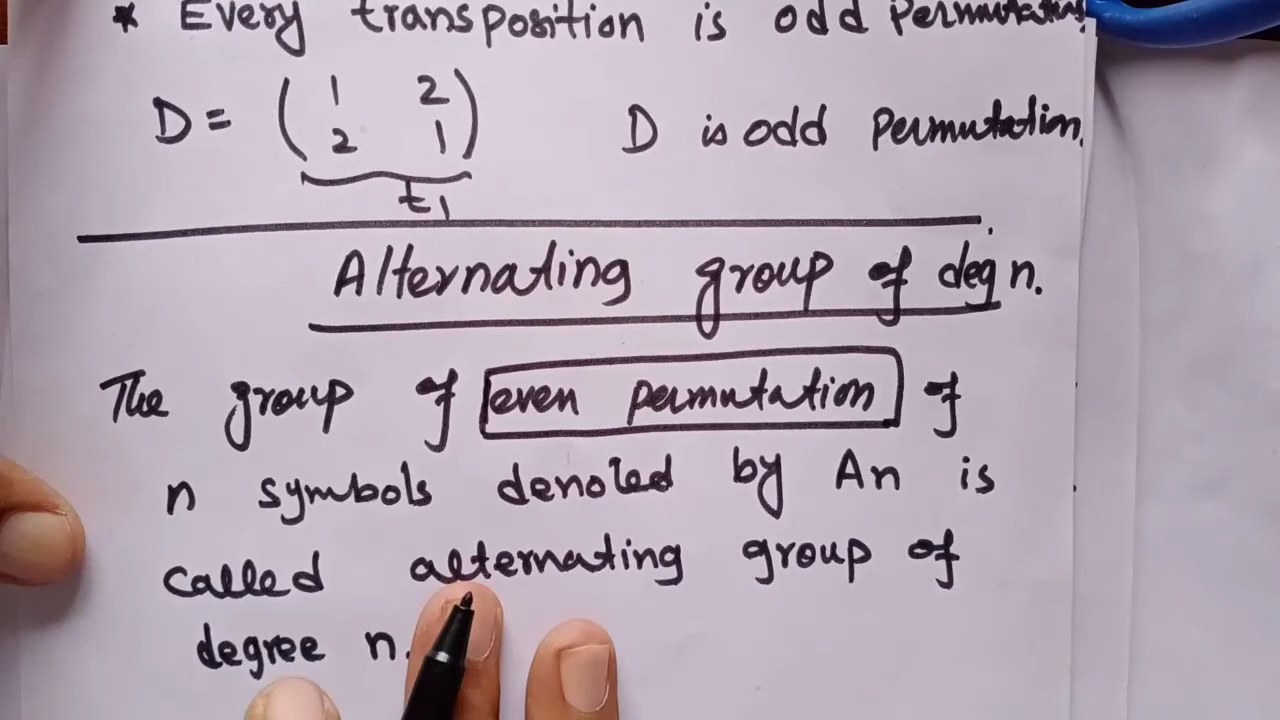 * Every transposition is odd Permutation
D = ( 1 2
2 1 ) D is odd Permutation.
t1
Alternating group of deg n.
The group of even permutation of
n symbols denoted by An is
called alternating group of
degree n.